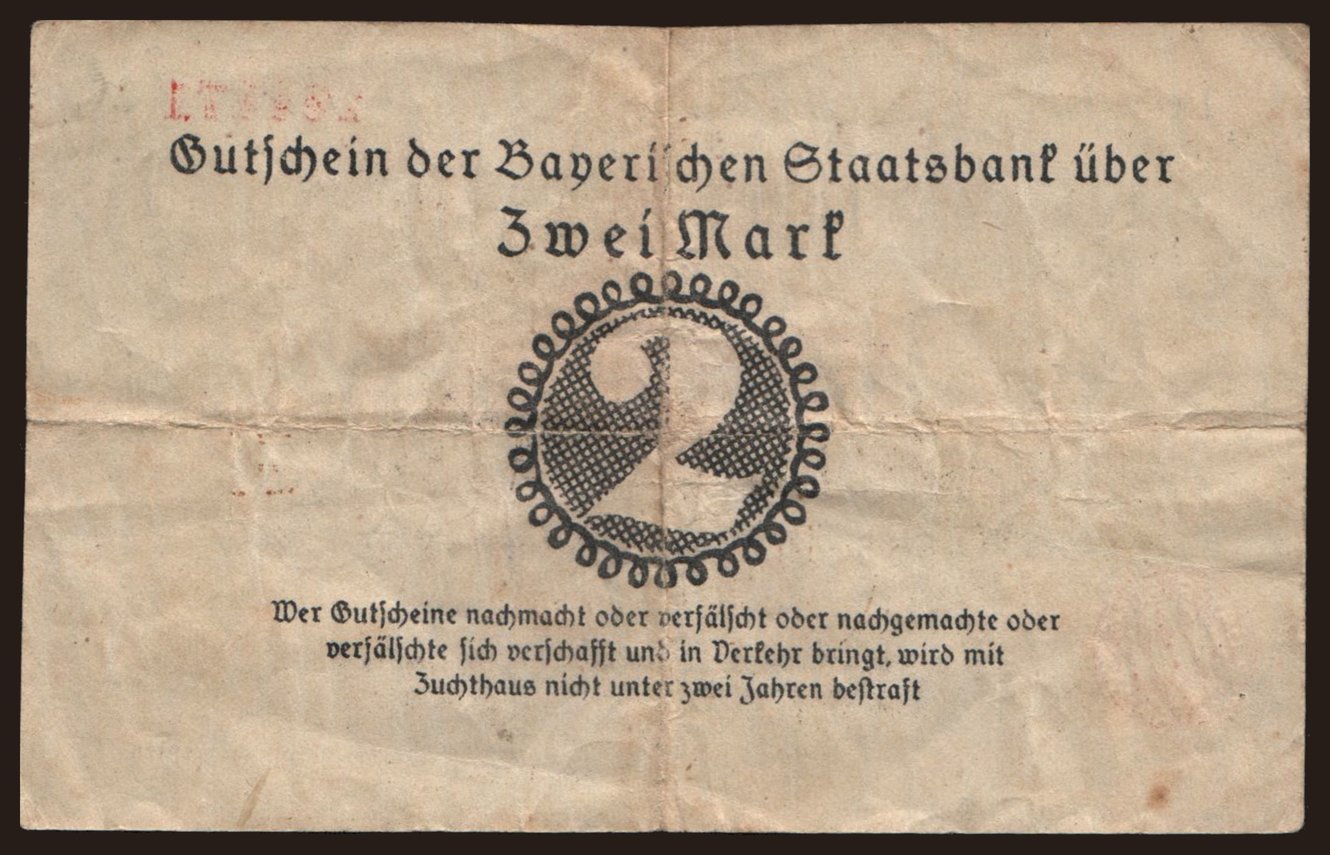 Gutschein der Bayerischen Staatsbank über
Zwei Mark
2
Wer Gutscheine nachmacht oder verfälscht oder nachgemachte oder
verfälschte sich verschafft und in Verkehr bringt, wird mit
Zuchthaus nicht unter zwei Jahren bestraft